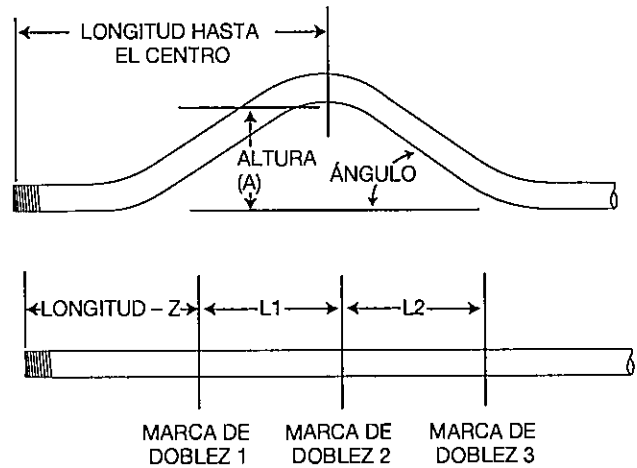 LONGITUD HASTA
EL CENTRO
ALTURA
(A)
ÁNGULO
LONGITUD – Z
L1
L2
MARCA DE
DOBLEZ 1
MARCA DE
DOBLEZ 2
MARCA DE
DOBLEZ 3